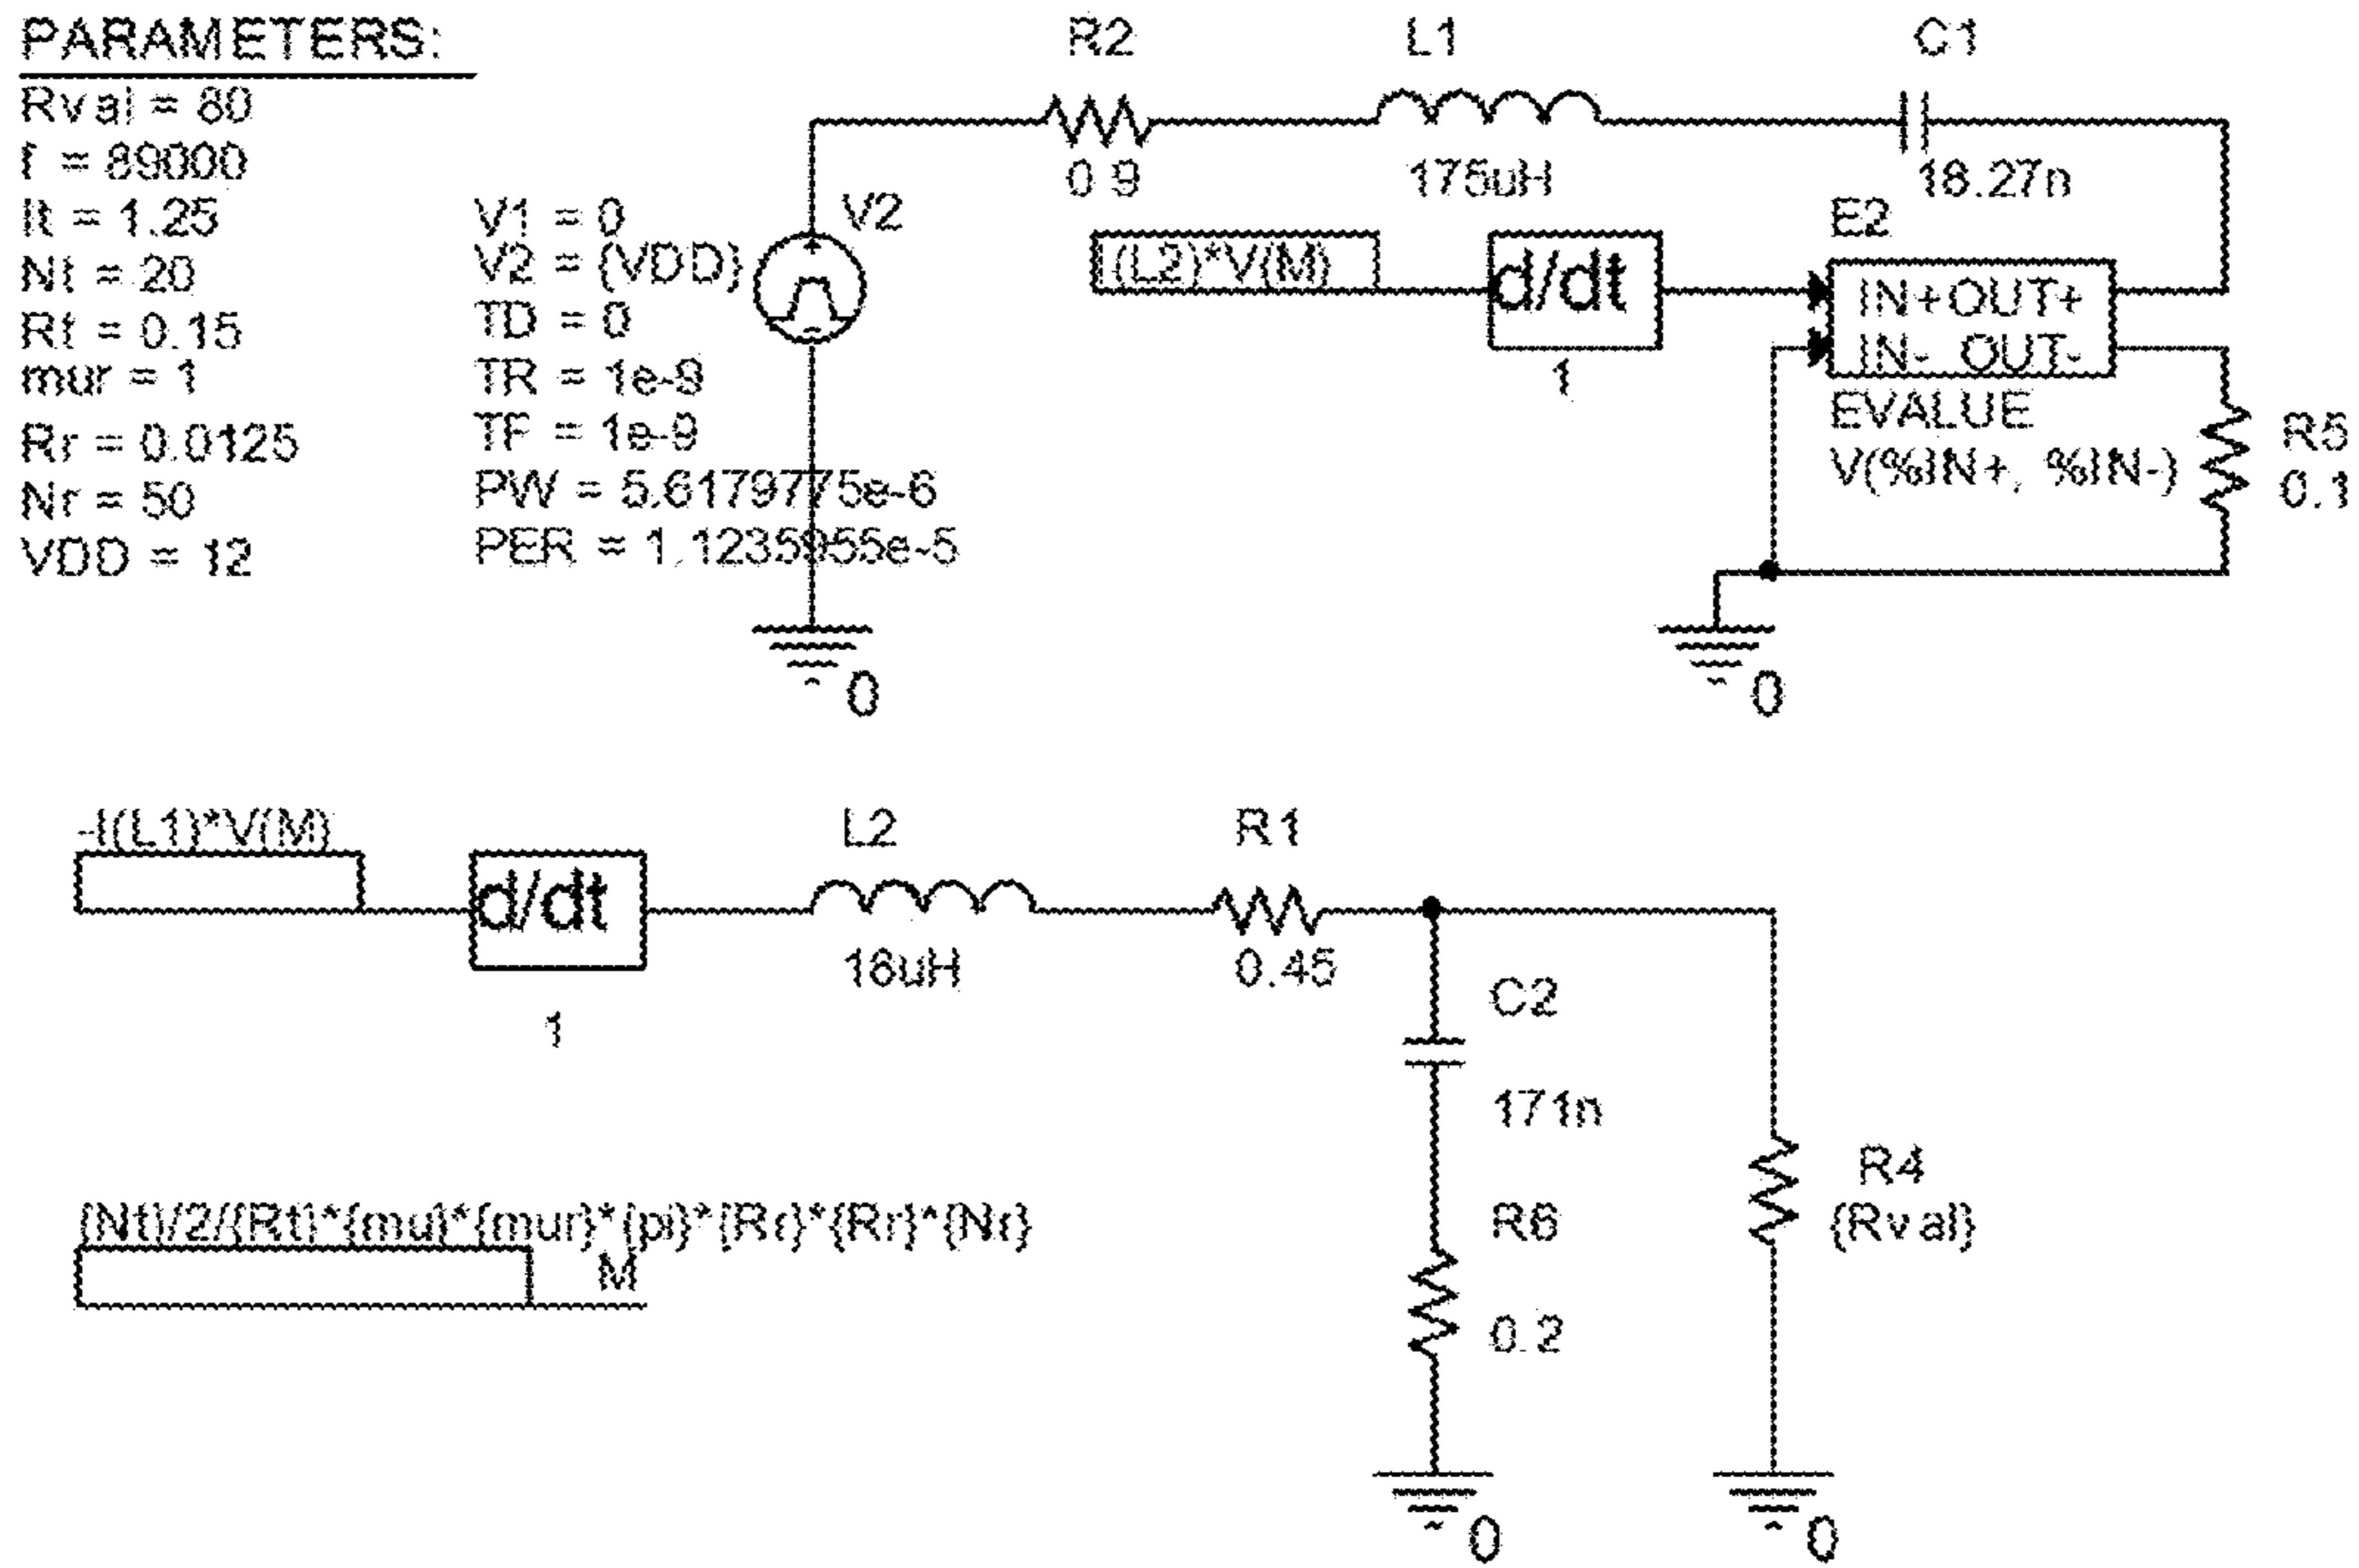 PARAMETERS:
Rval = 80
f = 89000
It = 1.25
Nt = 20
Rt = 0.15
mur = 1
Rr = 0.0125
Nr = 50
VDD = 12
V1 = 0
V2 = {VDD}
TD = 0
TR = 1e-9
TF = 1e-9
PW = 5.6179775e-6
PER = 1.1235955e-5
V2
0
R2
0.9
L1
175uH
C1
18.27n
I(L2)*V(M)
d/dt
1
E2
IN+ OUT+
IN- OUT-
EVALUE
V(%IN+, %IN-)
R5
0.1
0
-I(L1)*V(M)
d/dt
1
L2
18uH
R1
0.45
C2
171n
R6
0.2
0
R4
{Rval}
0
{Nt}/2/{Rt}*{mu}*{mur}*{pi}*{Rr}*{Rr}*{Nr}
M